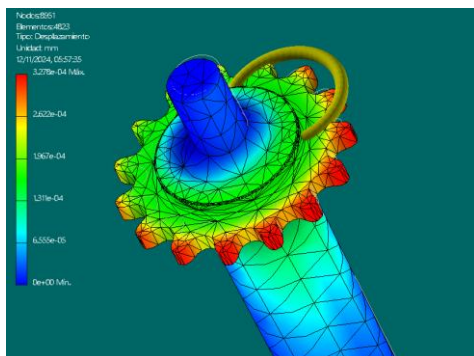 Nodos:8951
Elementos:4823
Tipo: Desplazamiento
Unidad: mm
12/11/2024, 05:57:35
3,278e-04 Máx.
2,622e-04
1,967e-04
1,311e-04
6,555e-05
0e+00 Mín.